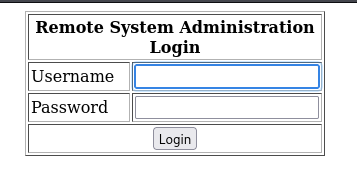 Remote System Administration
Login
Username
Password
Login